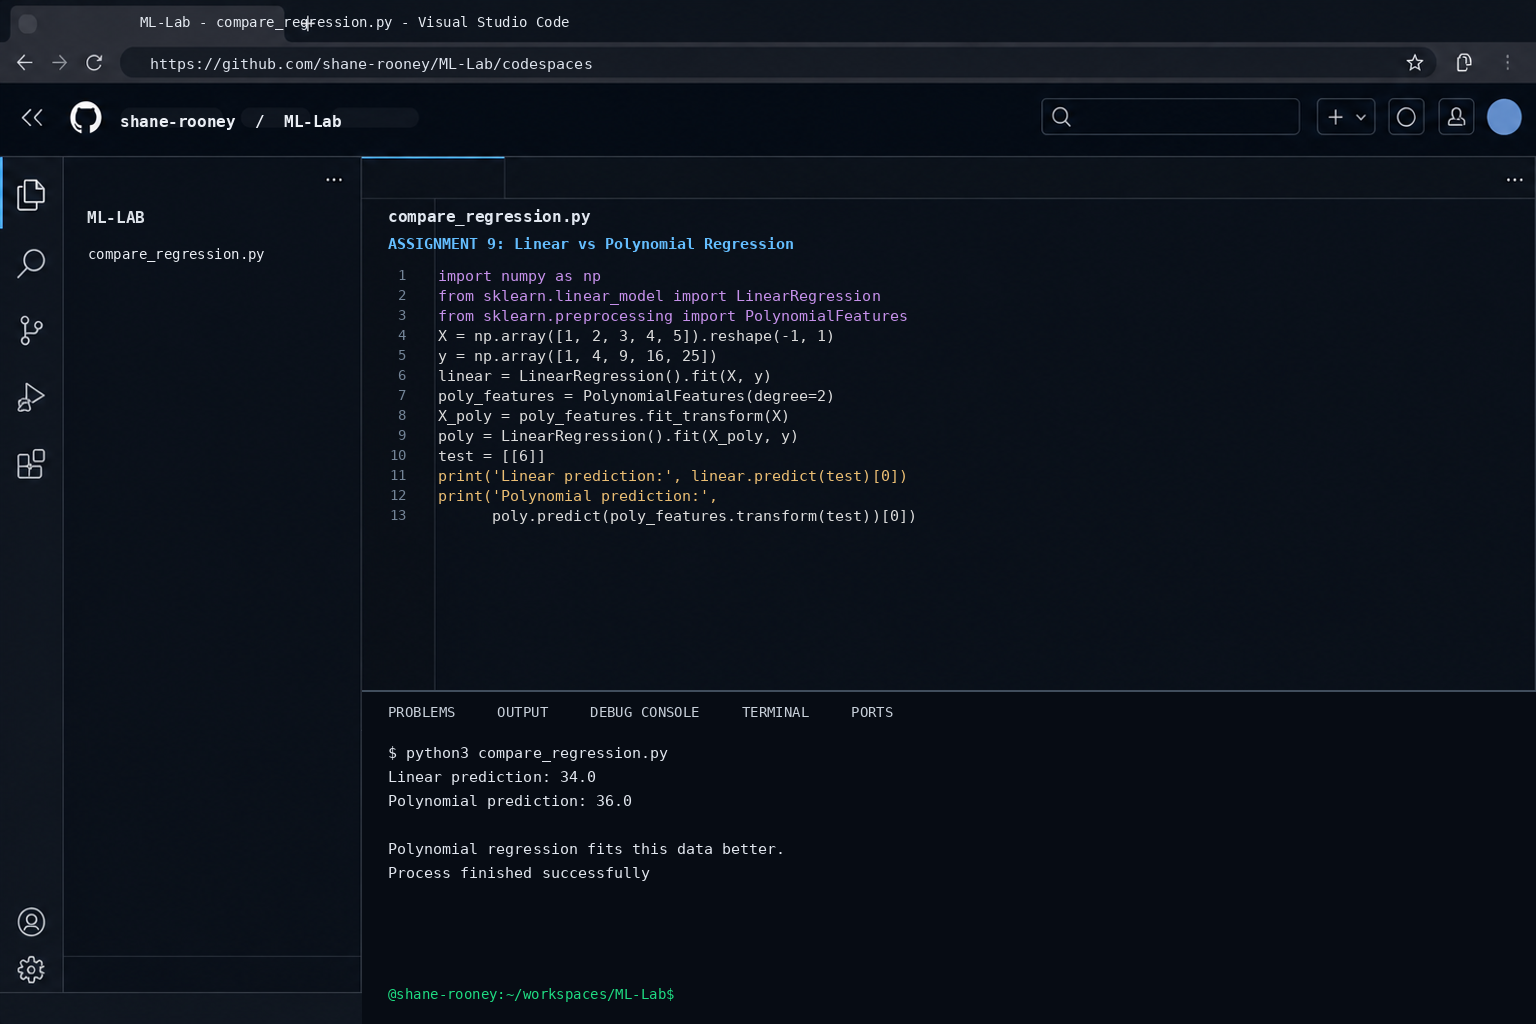 ML-Lab - compare_regression.py - Visual Studio Code
https://github.com/shane-rooney/ML-Lab/codespaces
shane-rooney / ML-Lab
ML-LAB
compare_regression.py
compare_regression.py
ASSIGNMENT 9: Linear vs Polynomial Regression
1 import numpy as np
2 from sklearn.linear_model import LinearRegression
3 from sklearn.preprocessing import PolynomialFeatures
4 X = np.array([1, 2, 3, 4, 5]).reshape(-1, 1)
5 y = np.array([1, 4, 9, 16, 25])
6 linear = LinearRegression().fit(X, y)
7 poly_features = PolynomialFeatures(degree=2)
8 X_poly = poly_features.fit_transform(X)
9 poly = LinearRegression().fit(X_poly, y)
10 test = [[6]]
11 print('Linear prediction:', linear.predict(test)[0])
12 print('Polynomial prediction:',
13       poly.predict(poly_features.transform(test))[0])
PROBLEMS OUTPUT DEBUG CONSOLE TERMINAL PORTS
$ python3 compare_regression.py
Linear prediction: 34.0
Polynomial prediction: 36.0
Polynomial regression fits this data better.
Process finished successfully
@shane-rooney:~/workspaces/ML-Lab$